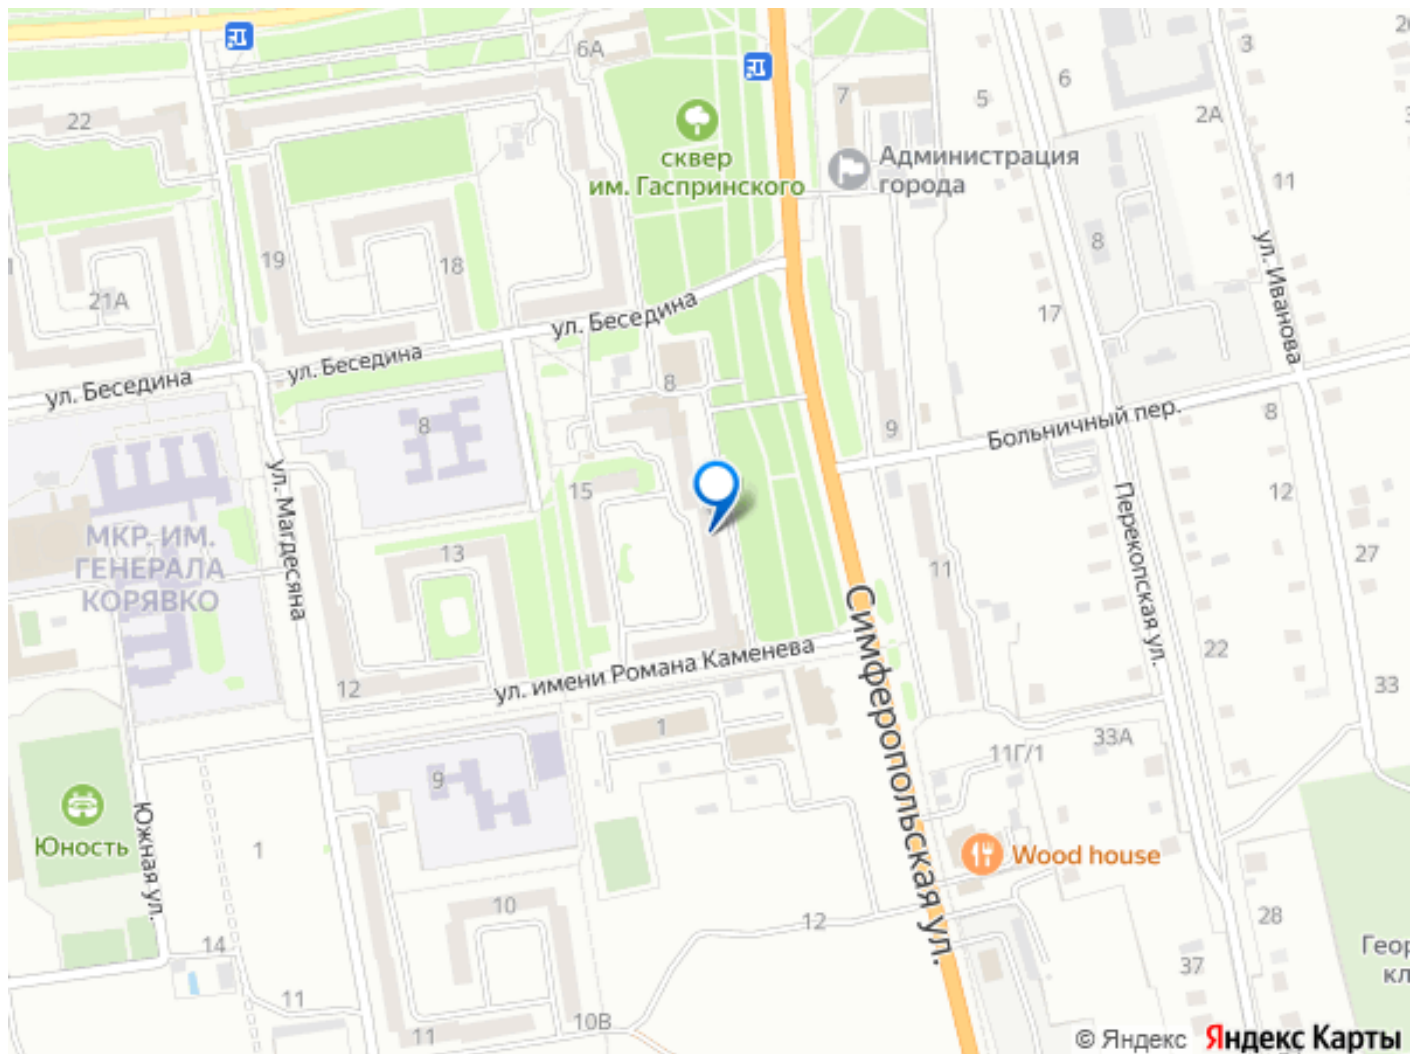 6А
3
22
7
5
6
2А
сквер
им. Гаспринского
Администрация
города
11
19
18
8
21А
17
ул. Иванова
ул. Беседина
ул. Беседина
ул. Беседина
8
8
9
Больничный пер.
8
15
12
ул. Магдесяна
МКР. ИМ.
ГЕНЕРАЛА
КОРЯВКО
13
11
Перекопская ул.
27
Симферопольская ул.
22
12
ул. имени Романа Каменева
33
1
11Г/1
33А
9
Юность
Южная ул.
1
Wood house
10
12
28
14
37
11
11
10В
© Яндекс Яндекс Карты